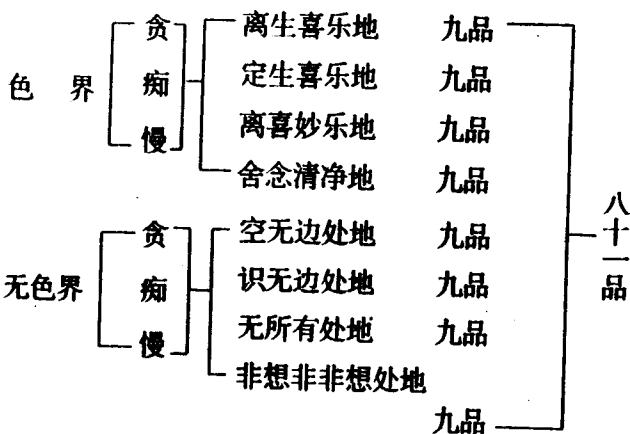 贪 离生喜乐地 九品
色界 痴 定生喜乐地 九品
慢 离喜妙乐地 九品
舍念清净地 九品
八十一品
贪 空无边处地 九品
无色界 痴 识无边处地 九品
慢 无所有处地 九品
非想非非想处地
九品